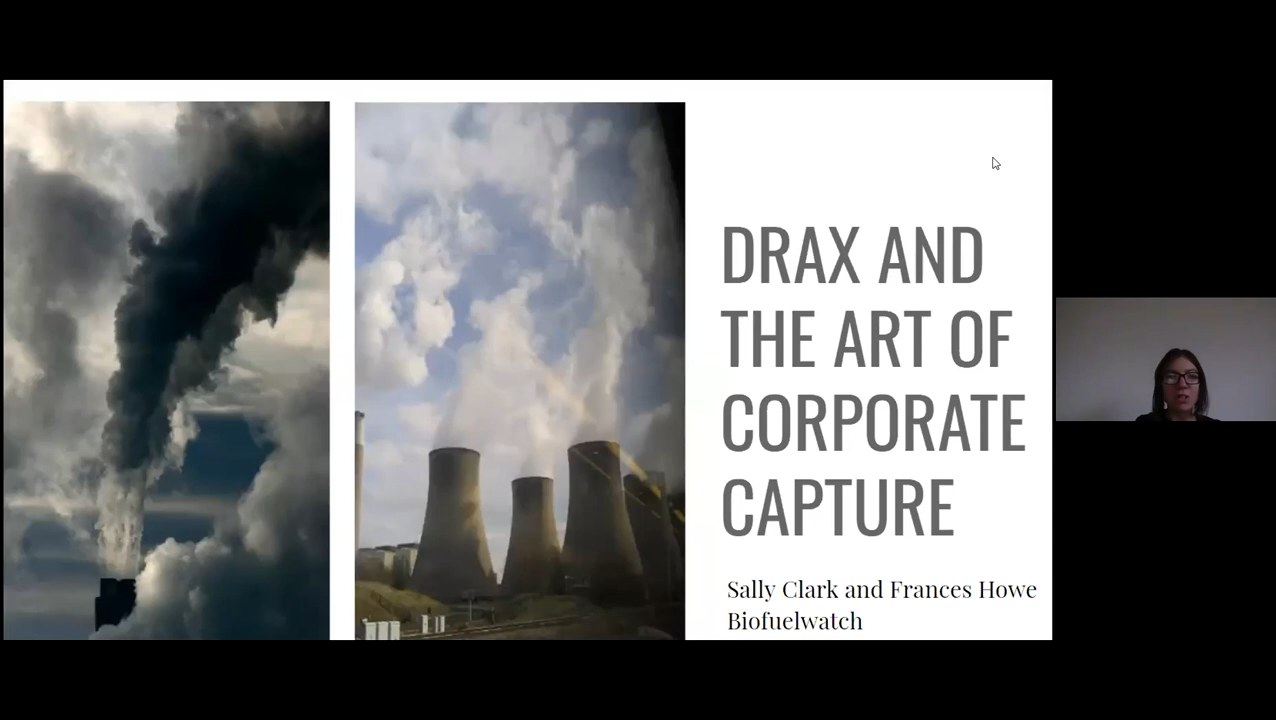 DRAX AND
THE ART OF
CORPORATE
CAPTURE
Sally Clark and Frances Howe
Biofuelwatch